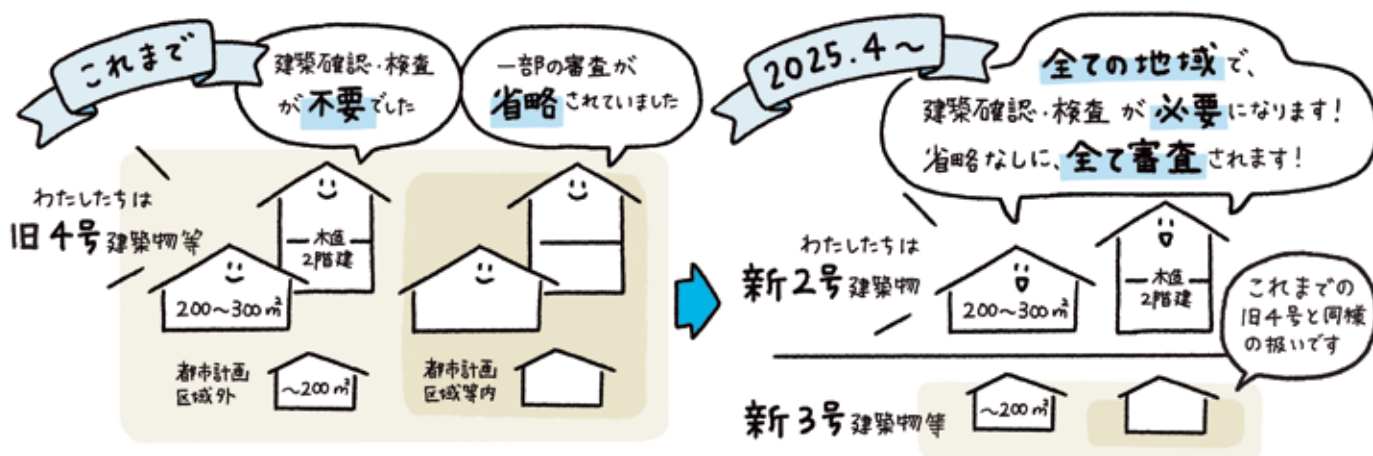 これまで
建築確認・検査
が不要でした
一部の審査が
省略されていました
わたしたちは
旧4号建築物等
木造
2階建
200～300㎡
都市計画
区域外
～200㎡
都市計画
区域等内
2025.4～
全ての地域で、
建築確認・検査が必要になります!
省略なしに、全て審査されます!
わたしたちは
新2号建築物
200～300㎡
木造
2階建
これまでの
旧4号と同様
の扱いです
新3号建築物等
～200㎡